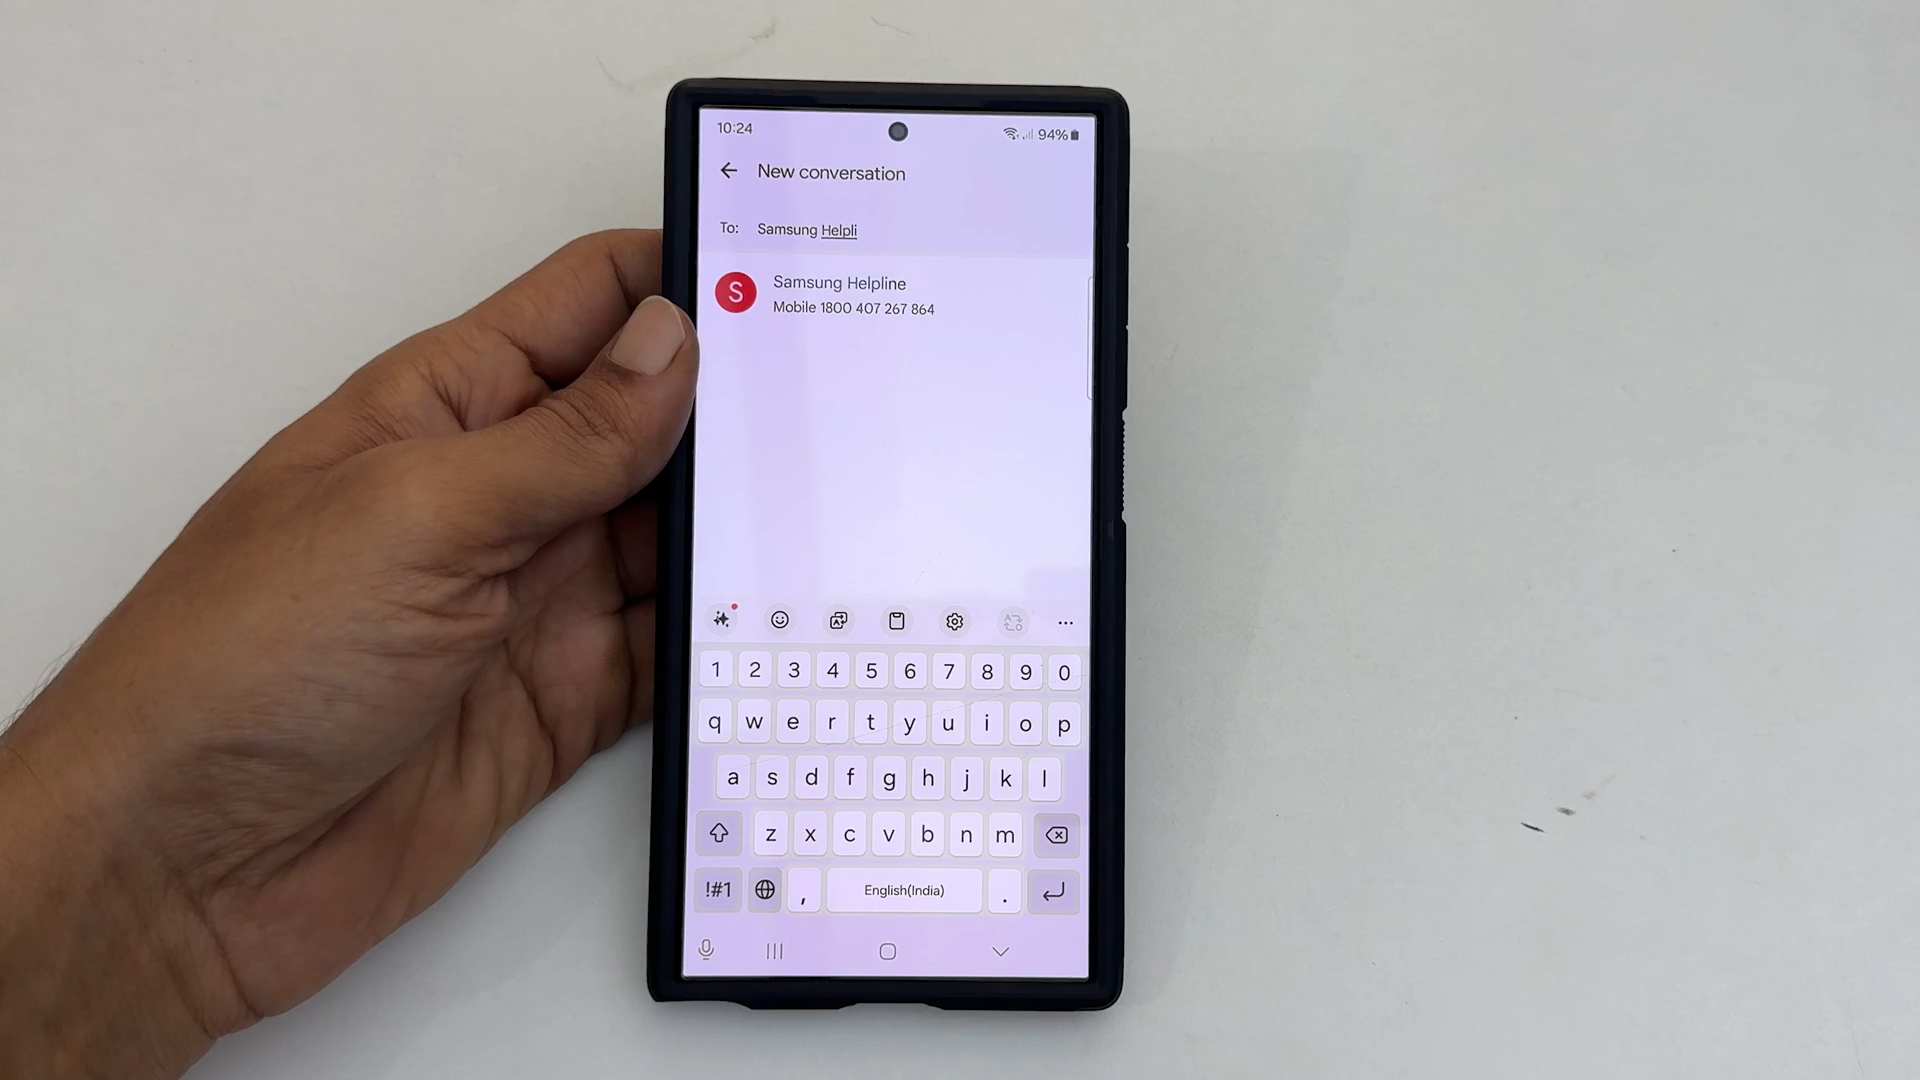 10:24 94%
New conversation
To: Samsung Helpli
S Samsung Helpline
Mobile 1800 407 267 864
1 2 3 4 5 6 7 8 9 0
q w e r t y u i o p
a s d f g h j k l
z x c v b n m
!#1 , English(India) .